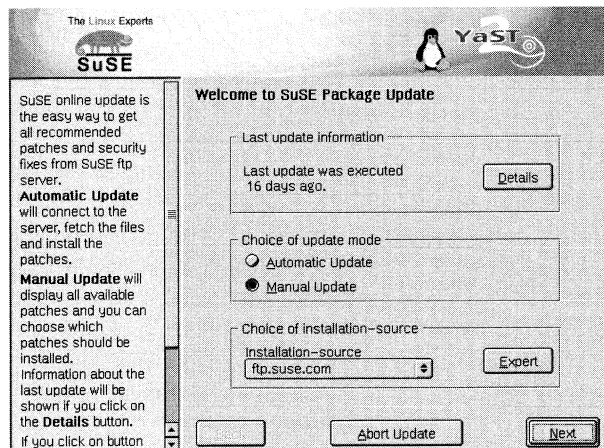 The Linux Experts
SuSE
YaST2
SuSE online update is
the easy way to get
all recommended
patches and security
fixes from SuSE ftp
server.
Automatic Update
will connect to the
server, fetch the files
and install the
patches.
Manual Update will
display all available
patches and you can
choose which
patches should be
installed.
Information about the
last update will be
shown if you click on
the Details button.
If you click on button
Welcome to SuSE Package Update
Last update information
Last update was executed
16 days ago.
Details
Choice of update mode
Automatic Update
Manual Update
Choice of installation-source
Installation-source
ftp.suse.com
Expert
Abort Update
Next